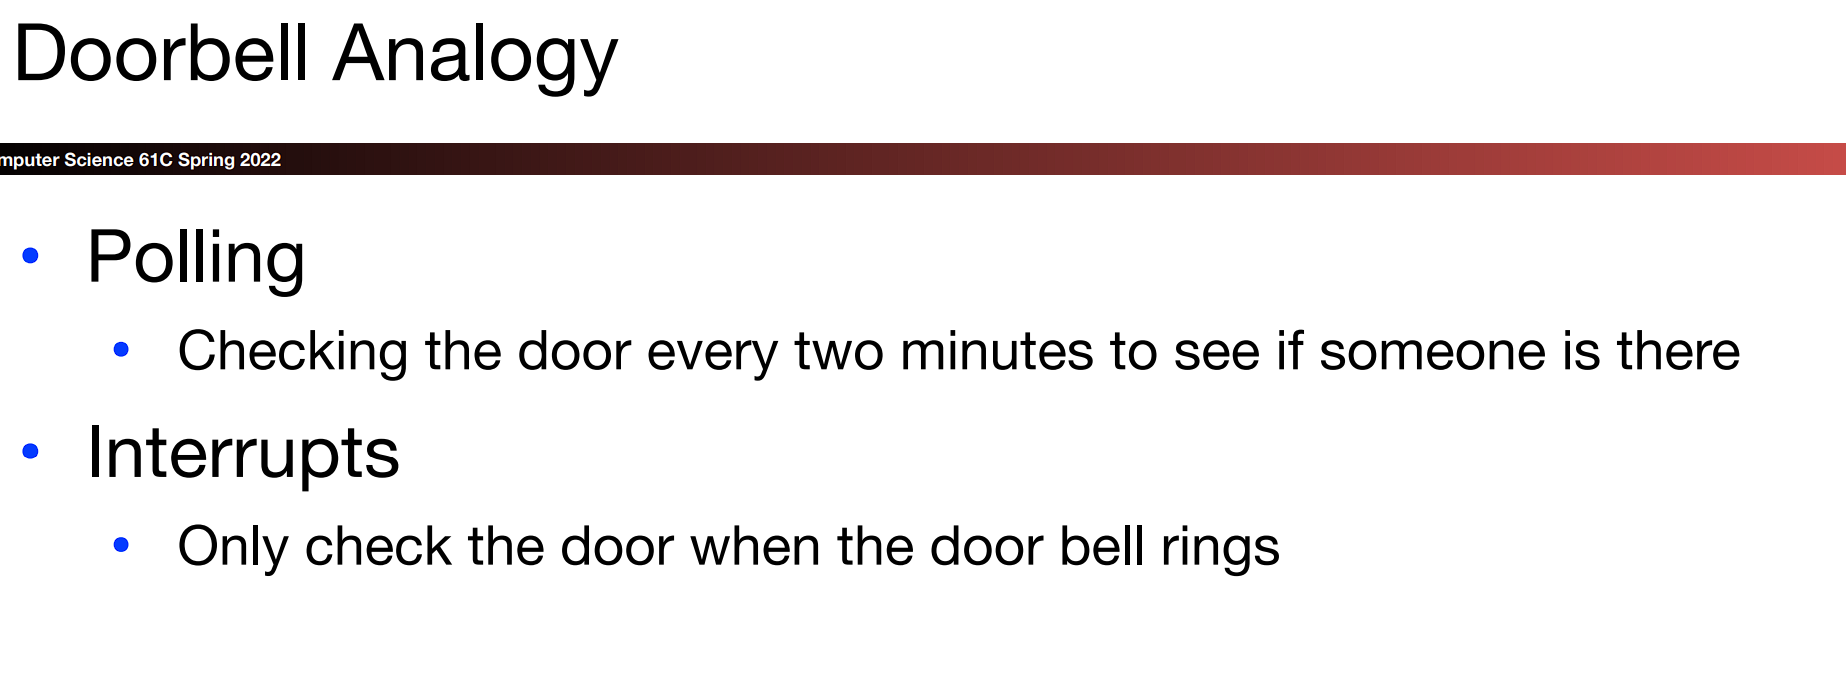 Doorbell Analogy
mputer Science 61C Spring 2022
• Polling
• Checking the door every two minutes to see if someone is there
• Interrupts
• Only check the door when the door bell rings